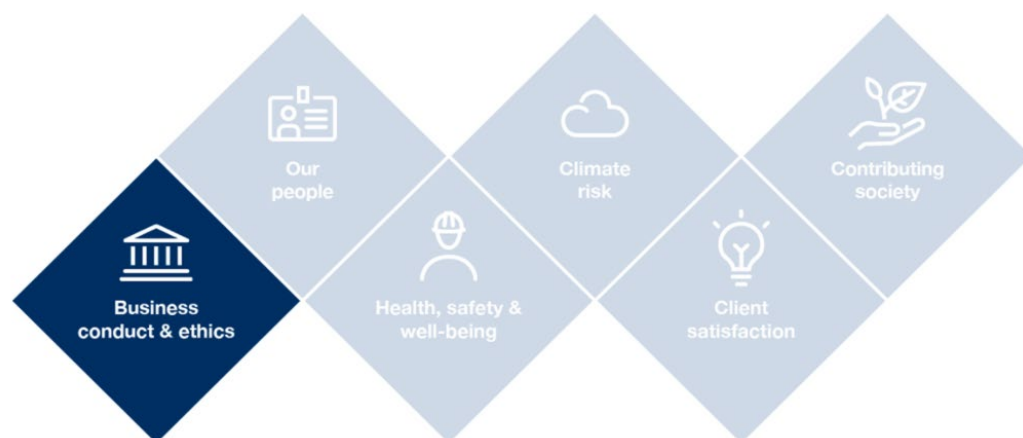 Our
people
Climate
risk
Contributing
society
Business
conduct & ethics
Health, safety &
well-being
Client
satisfaction